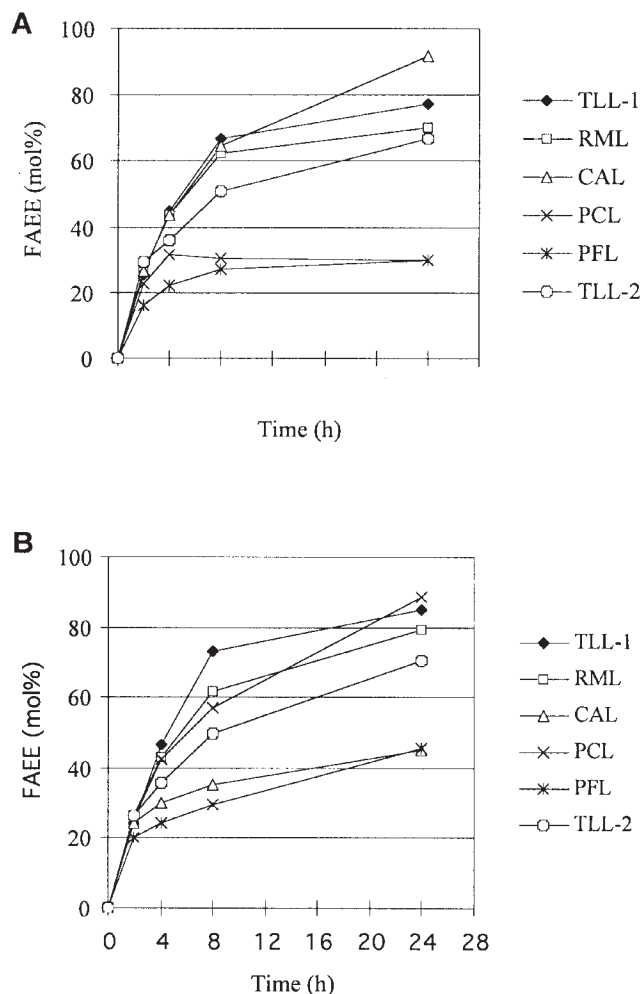 A
FAEE (mol%)
100
80
60
40
20
0
Time (h)
TLL-1
RML
CAL
PCL
PFL
TLL-2
B
FAEE (mol%)
100
80
60
40
20
0
0 4 8 12 16 20 24 28
Time (h)
TLL-1
RML
CAL
PCL
PFL
TLL-2